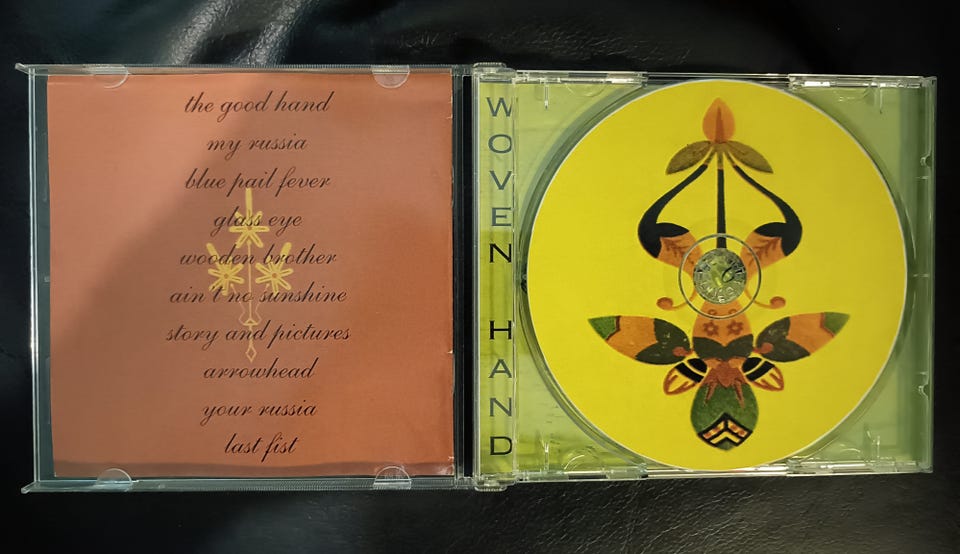 the good hand
my russia
blue pail fever
glass eye
wooden brother
ain't no sunshine
story and pictures
arrowhead
your russia
last fist
WOVEN HAND